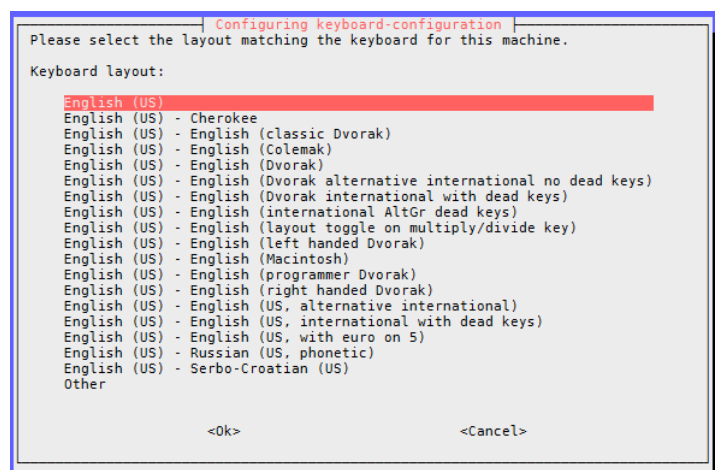 Configuring keyboard-configuration
Please select the layout matching the keyboard for this machine.
Keyboard layout:
English (US)
English (US) - Cherokee
English (US) - English (classic Dvorak)
English (US) - English (Colemak)
English (US) - English (Dvorak)
English (US) - English (Dvorak alternative international no dead keys)
English (US) - English (Dvorak international with dead keys)
English (US) - English (international AltGr dead keys)
English (US) - English (layout toggle on multiply/divide key)
English (US) - English (left handed Dvorak)
English (US) - English (Macintosh)
English (US) - English (programmer Dvorak)
English (US) - English (right handed Dvorak)
English (US) - English (US, alternative international)
English (US) - English (US, international with dead keys)
English (US) - English (US, with euro on 5)
English (US) - Russian (US, phonetic)
English (US) - Serbo-Croatian (US)
Other
<Ok> <Cancel>